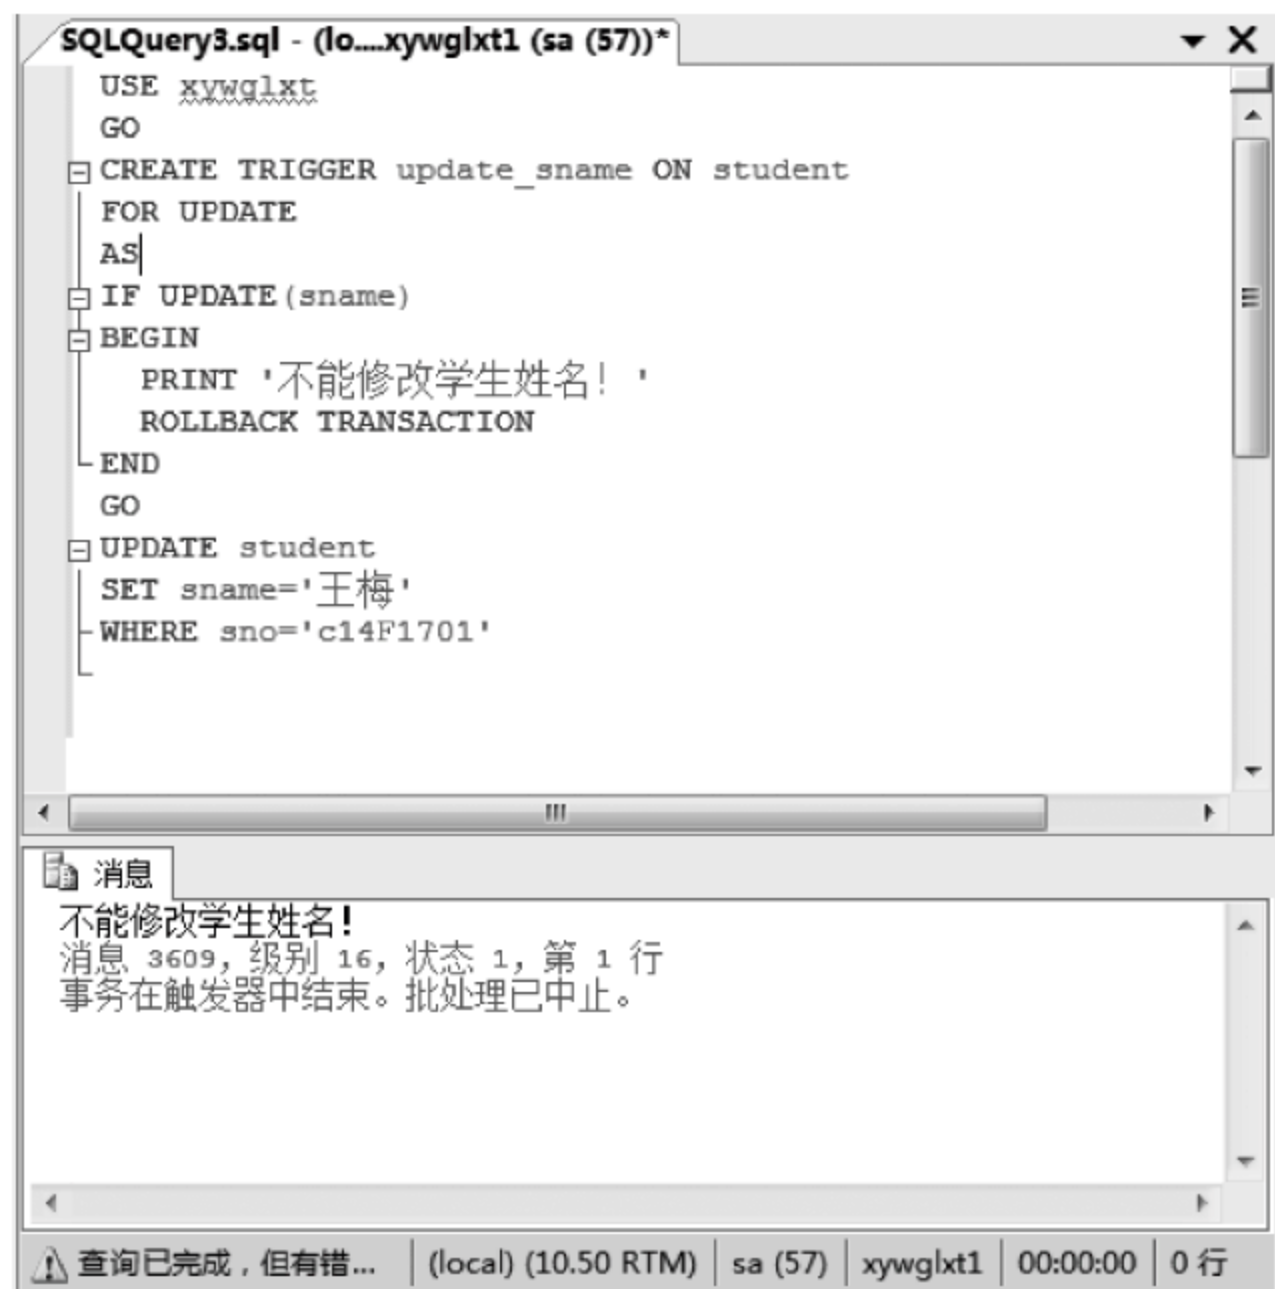 SQLQuery3.sql - (lo....xywglxt1 (sa (57))*
USE xywglxt
GO
CREATE TRIGGER update_sname ON student
FOR UPDATE
AS
IF UPDATE(sname)
BEGIN
PRINT '不能修改学生姓名！'
ROLLBACK TRANSACTION
END
GO
UPDATE student
SET sname='王梅'
WHERE sno='c14F1701'
消息
不能修改学生姓名！
消息 3609，级别 16，状态 1，第 1 行
事务在触发器中结束。批处理已中止。
查询已完成，但有错... (local) (10.50 RTM) sa (57) xywglxt1 00:00:00 0 行